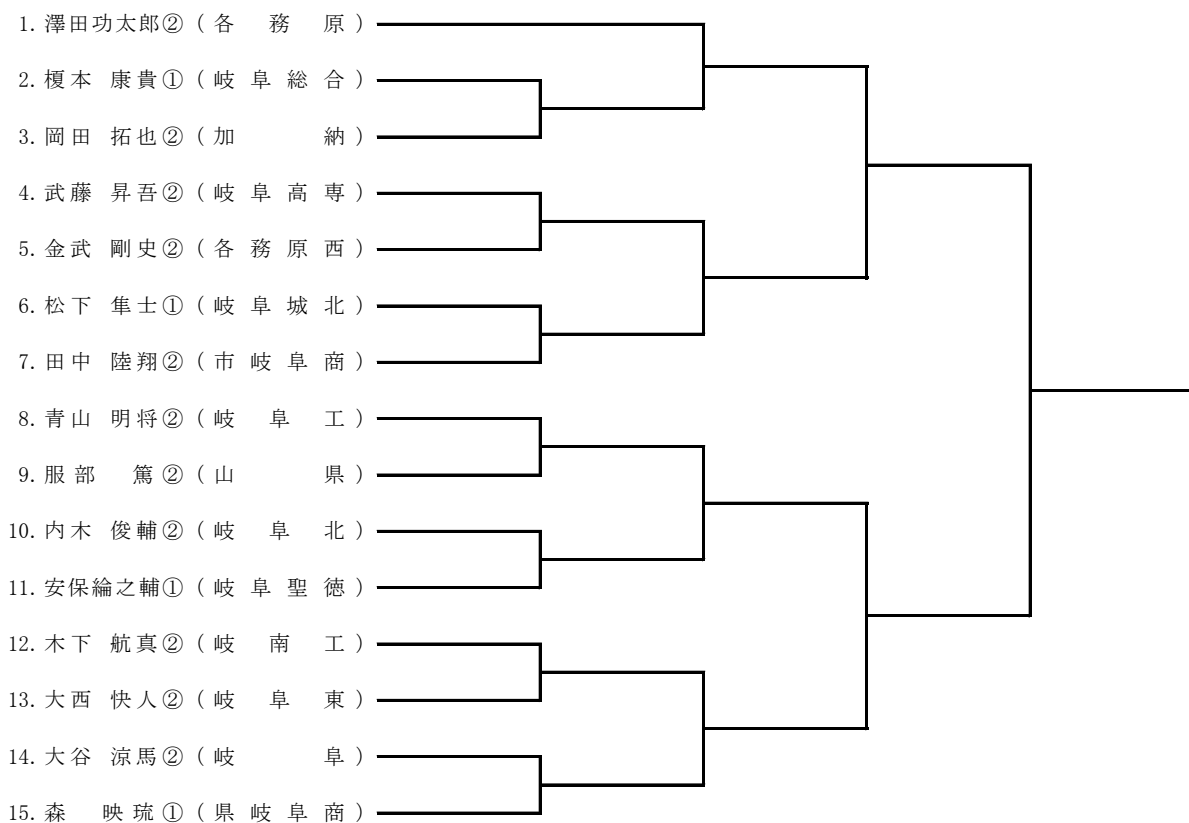 1. 澤田功太郎② ( 各 務 原 )
2. 榎本 康貴① ( 岐 阜 総 合 )
3. 岡田 拓也② ( 加 納 )
4. 武藤 昇吾② ( 岐 阜 高 専 )
5. 金武 剛史② ( 各 務 原 西 )
6. 松下 隼士① ( 岐 阜 城 北 )
7. 田中 陸翔② ( 市 岐 阜 商 )
8. 青山 明将② ( 岐 阜 工 )
9. 服部 篤② ( 山 県 )
10. 内木 俊輔② ( 岐 阜 北 )
11. 安保綸之輔① ( 岐 阜 聖 徳 )
12. 木下 航真② ( 岐 南 工 )
13. 大西 快人② ( 岐 阜 東 )
14. 大谷 涼馬② ( 岐 阜 )
15. 森 映琉① ( 県 岐 阜 商 )